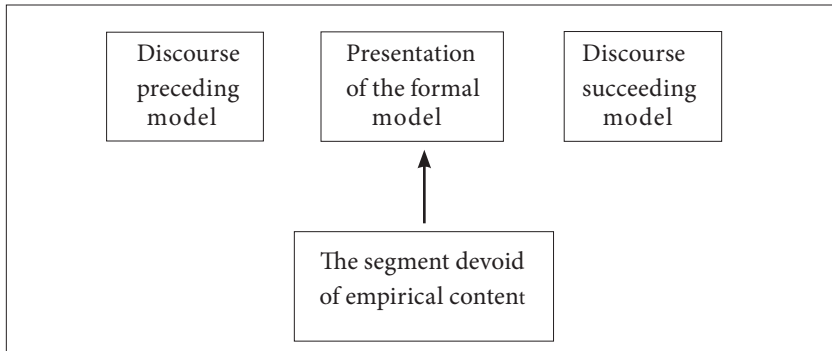 Discourse
preceding
model
Presentation
of the formal
model
Discourse
succeeding
model
The segment devoid
of empirical content